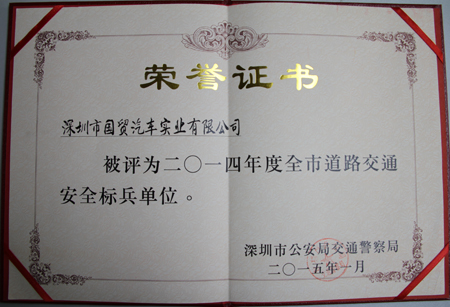 荣誉证书
深圳市国贸汽车实业有限公司
被评为二〇一四年度全市道路交通
安全标兵单位。
深圳市公安局交通警察局
二〇一五年一月